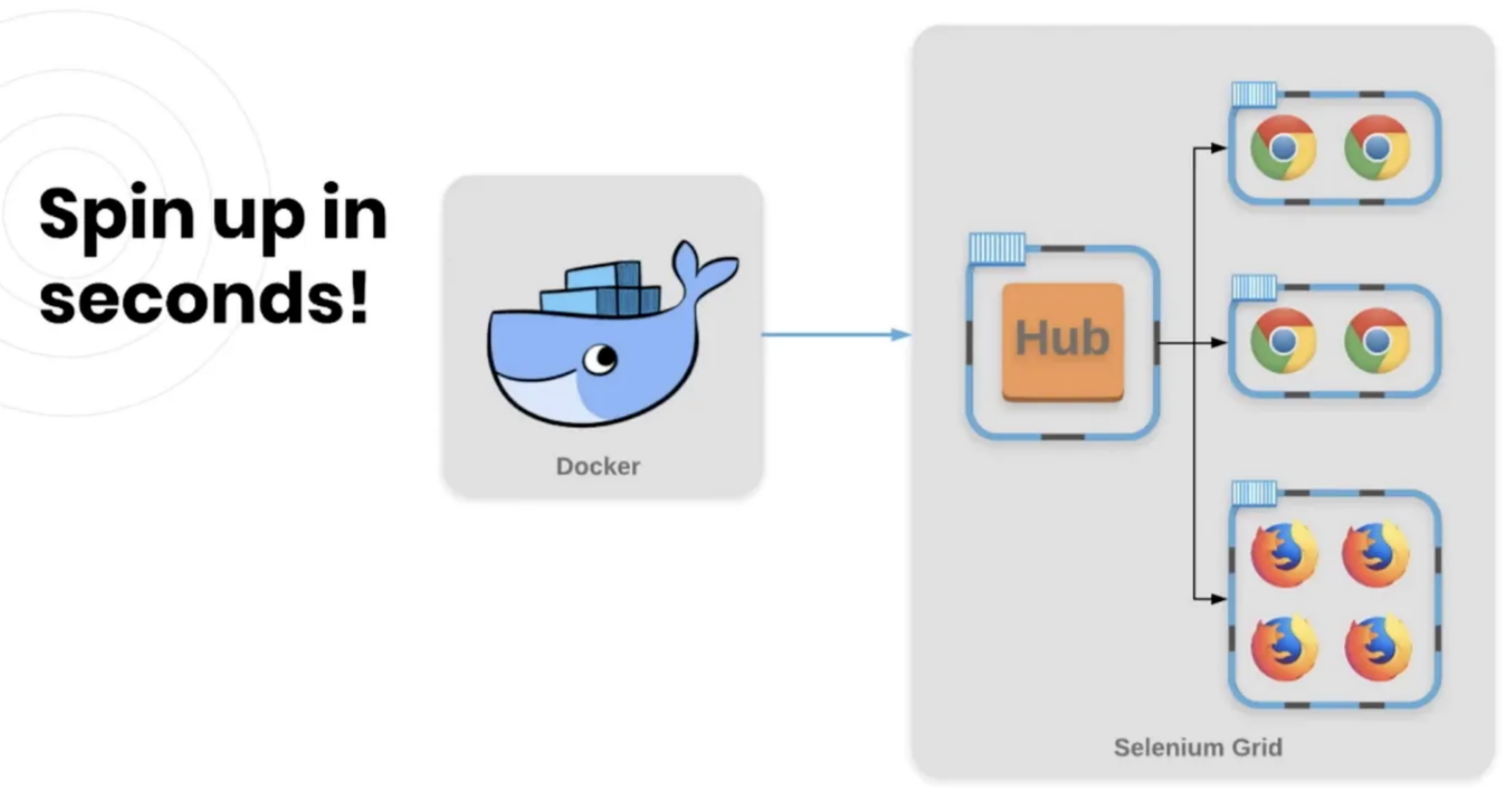 Spin up in
seconds!
Docker
Hub
Selenium Grid